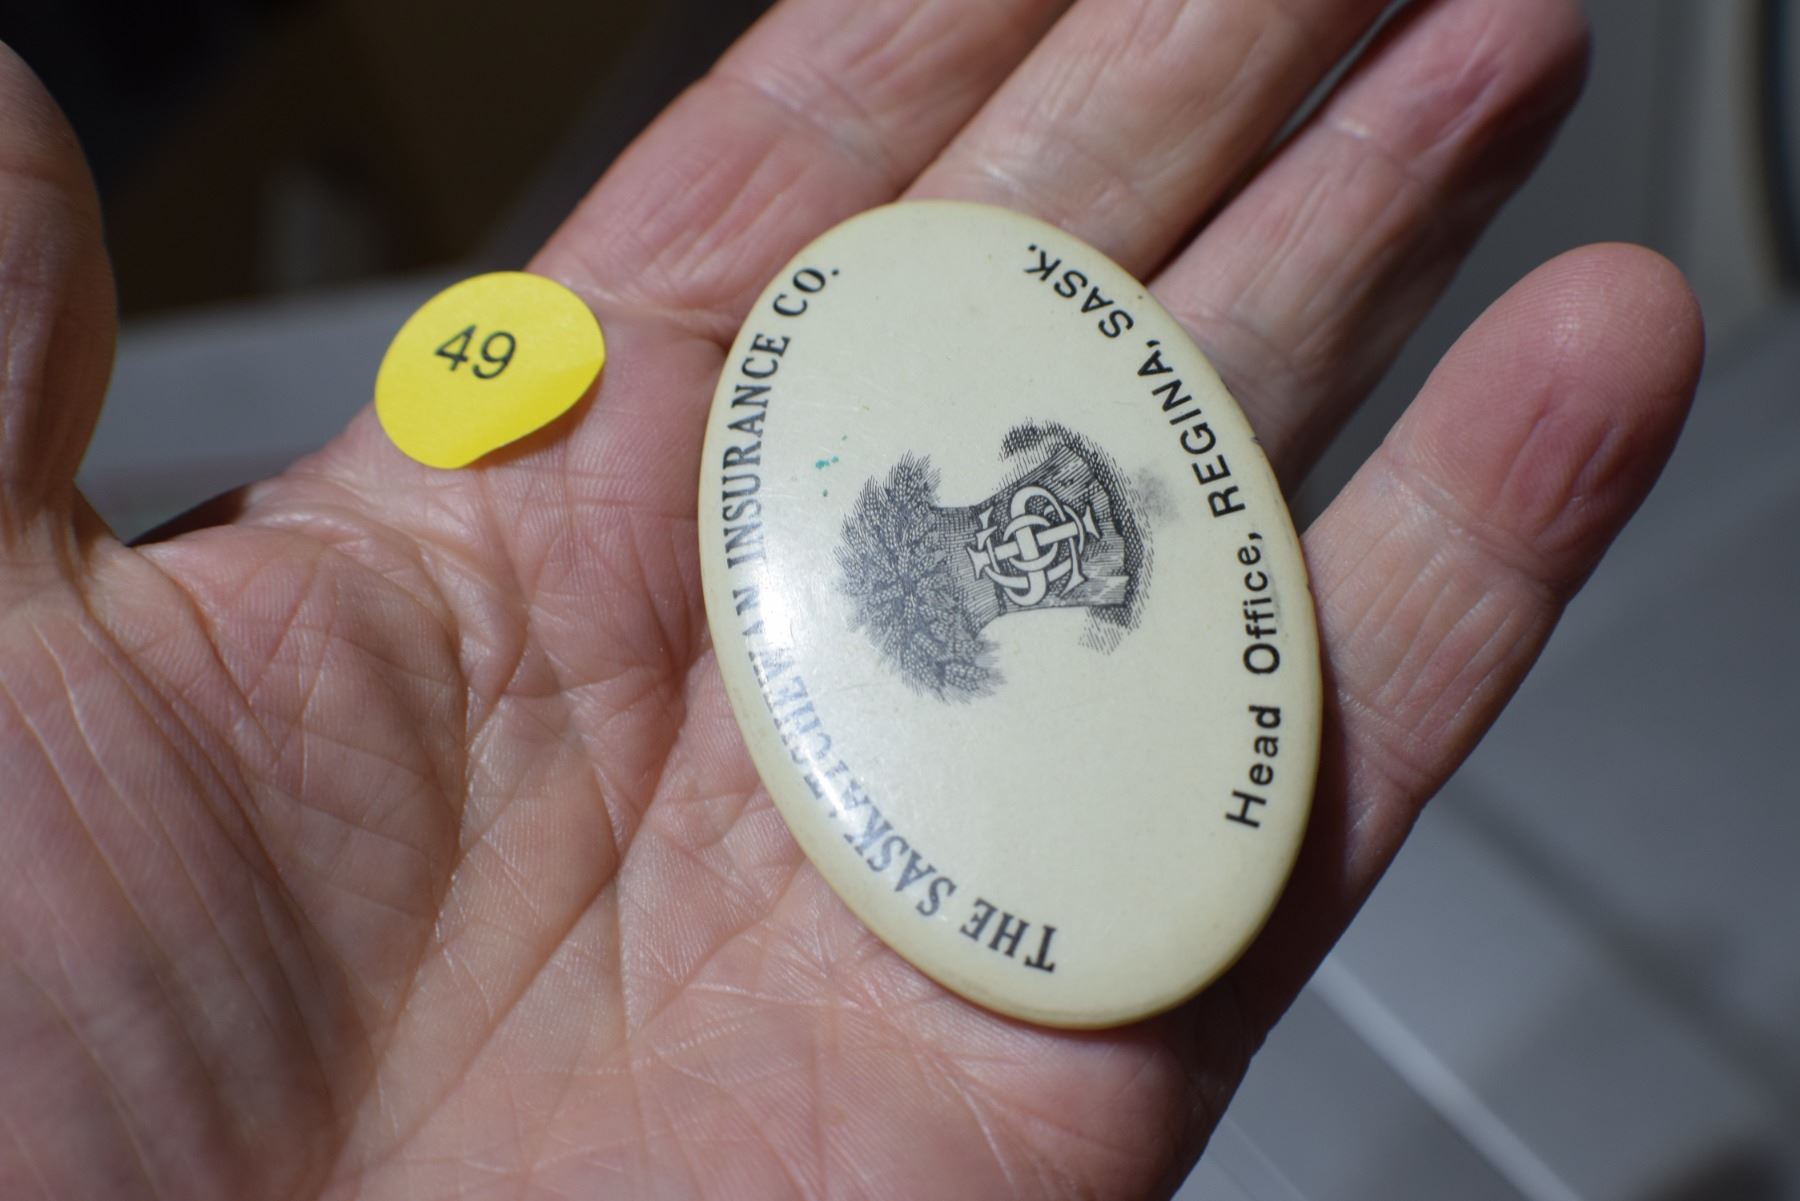 49
THE SASKATCHEWAN INSURANCE CO.
Head Office, REGINA, SASK.